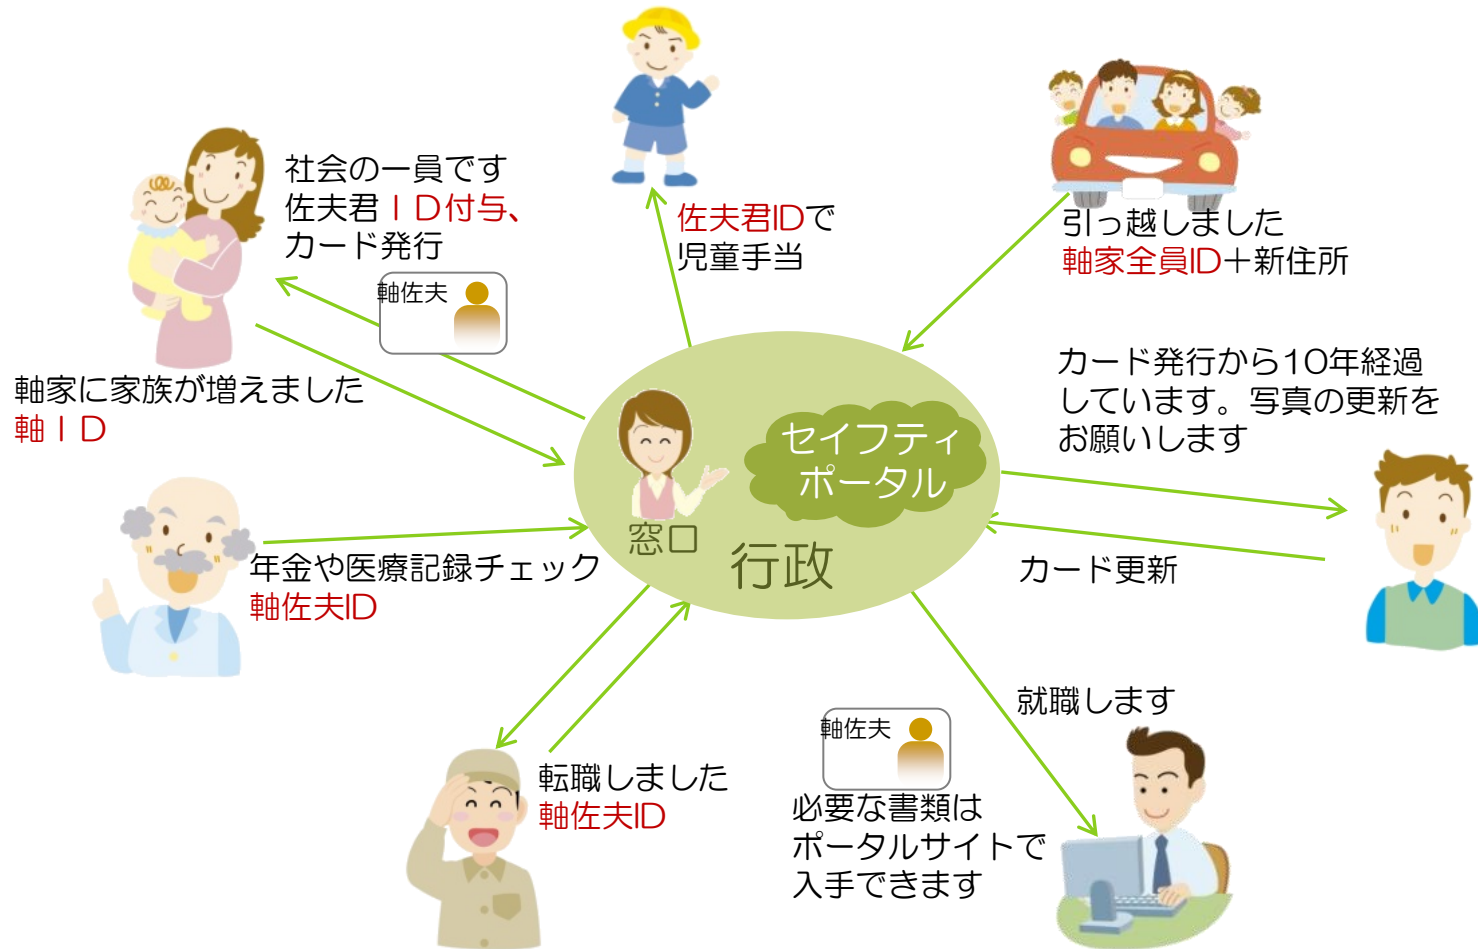 社会の一員です
佐夫君ＩＤ付与、
カード発行
軸佐夫
軸家に家族が増えました
軸ＩＤ
佐夫君IDで
児童手当
引っ越しました
軸家全員ID＋新住所
カード発行から10年経過
しています。写真の更新を
お願いします
セイフティ
ポータル
窓口
行政
カード更新
年金や医療記録チェック
軸佐夫ID
転職しました
軸佐夫ID
就職します
軸佐夫
必要な書類は
ポータルサイトで
入手できます